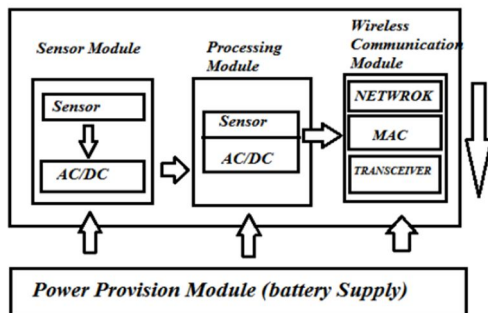 Sensor Module
Processing
Module
Wireless
Communication
Module
Sensor
AC/DC
Sensor
AC/DC
NETWROK
MAC
TRANSCEIVER
Power Provision Module (battery Supply)